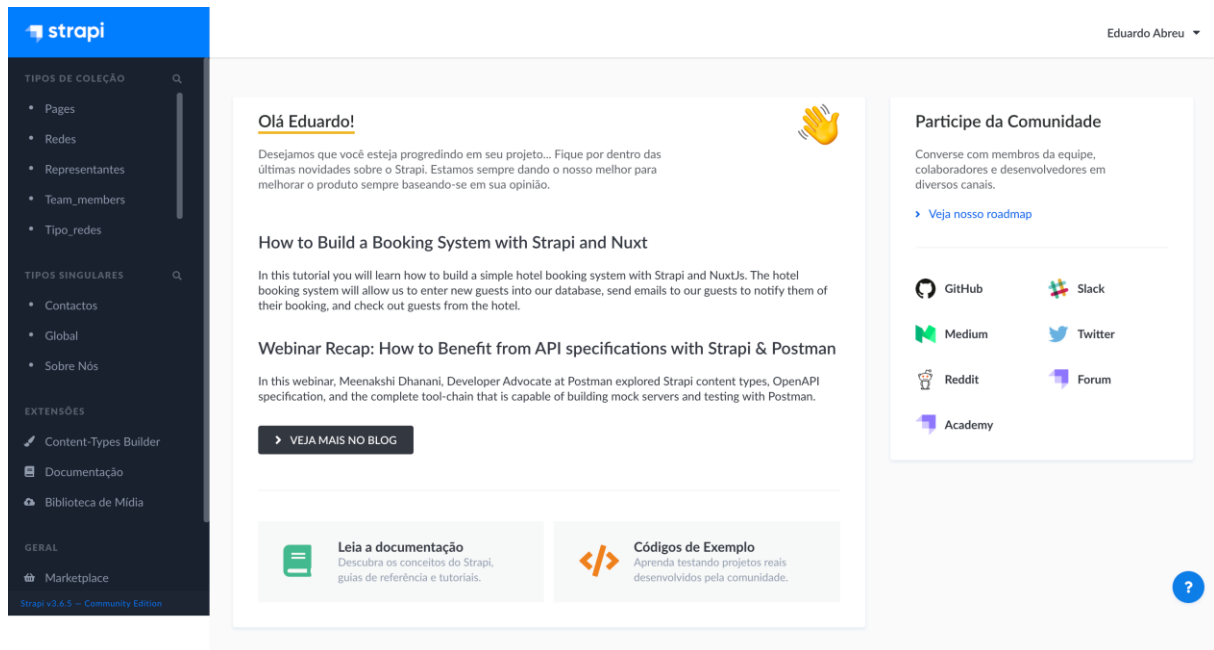 strapi
Eduardo Abreu
TIPOS DE COLEÇÃO
Pages
Redes
Representantes
Team_members
Tipo_redes
TIPOS SINGULARES
Contactos
Global
Sobre Nós
EXTENSÕES
Content-Types Builder
Documentação
Biblioteca de Mídia
GERAL
Marketplace
Strapi v3.6.5 — Community Edition
Olá Eduardo!
Desejamos que você esteja progredindo em seu projeto... Fique por dentro das
últimas novidades sobre o Strapi. Estamos sempre dando o nosso melhor para
melhorar o produto sempre baseando-se em sua opinião.
How to Build a Booking System with Strapi and Nuxt
In this tutorial you will learn how to build a simple hotel booking system with Strapi and NuxtJs. The hotel
booking system will allow us to enter new guests into our database, send emails to our guests to notify them of
their booking, and check out guests from the hotel.
Webinar Recap: How to Benefit from API specifications with Strapi & Postman
In this webinar, Meenakshi Dhanani, Developer Advocate at Postman explored Strapi content types, OpenAPI
specification, and the complete tool-chain that is capable of building mock servers and testing with Postman.
VEJA MAIS NO BLOG
Leia a documentação
Descubra os conceitos do Strapi,
guias de referência e tutoriais.
Códigos de Exemplo
Aprenda testando projetos reais
desenvolvidos pela comunidade.
Participe da Comunidade
Converse com membros da equipe,
colaboradores e desenvolvedores em
diversos canais.
Veja nosso roadmap
GitHub
Slack
Medium
Twitter
Reddit
Forum
Academy
?